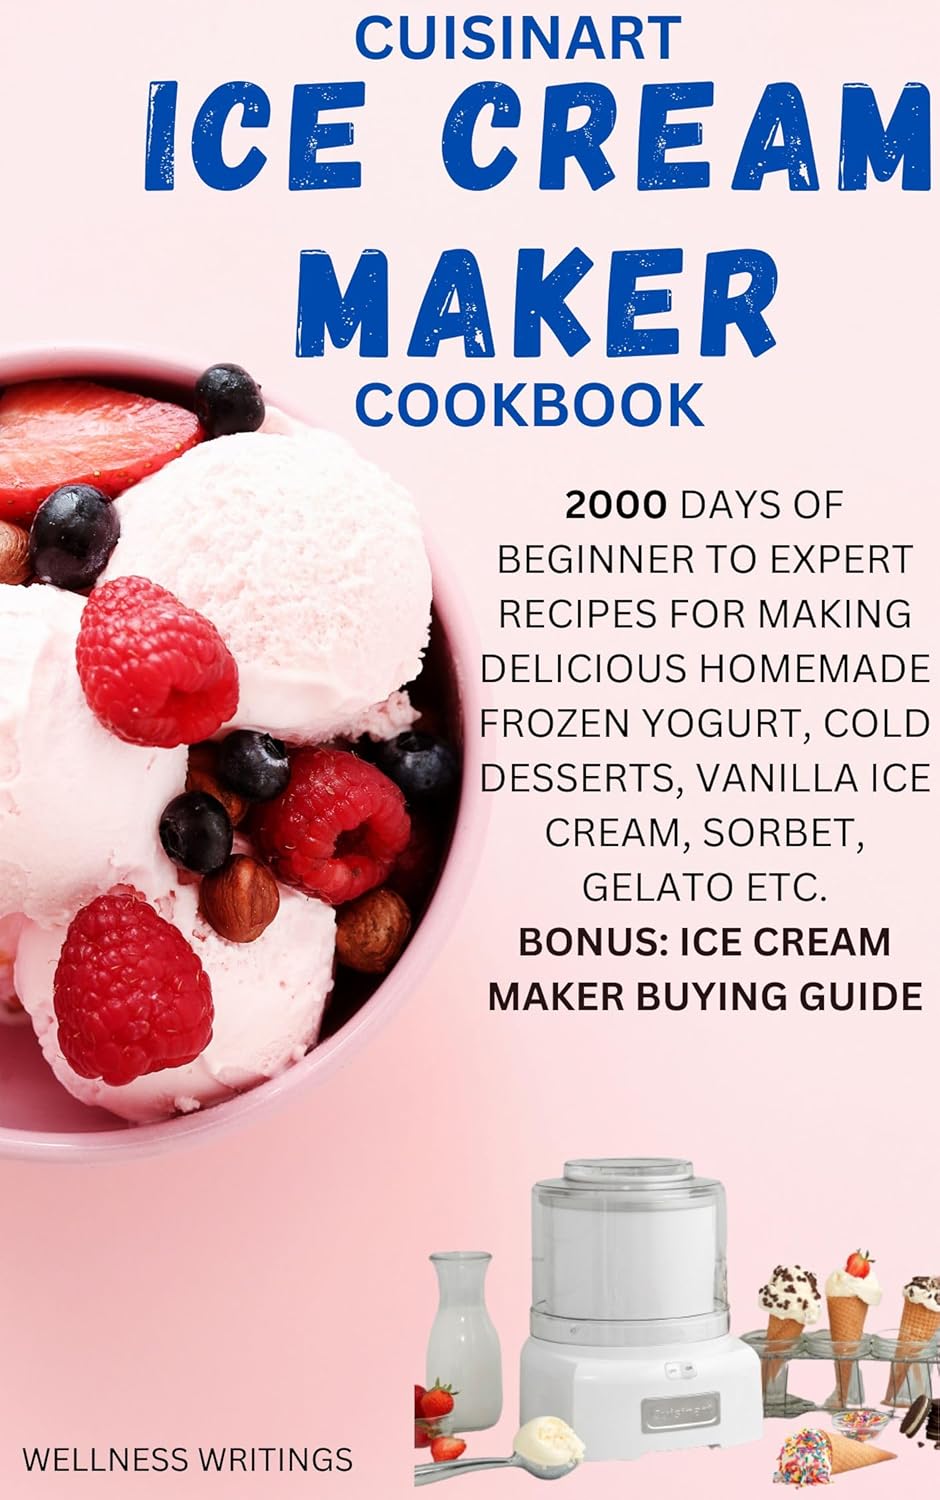 CUISINART
ICE CREAM
MAKER
COOKBOOK
2000 DAYS OF
BEGINNER TO EXPERT
RECIPES FOR MAKING
DELICIOUS HOMEMADE
FROZEN YOGURT, COLD
DESSERTS, VANILLA ICE
CREAM, SORBET,
GELATO ETC.
BONUS: ICE CREAM
MAKER BUYING GUIDE
Cuisinart
WELLNESS WRITINGS